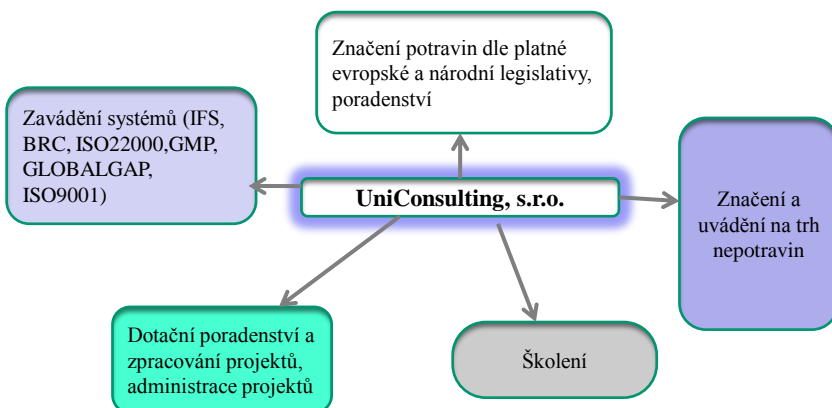 Značení potravin dle platné
evropské a národní legislativy,
poradenství
Zavádění systémů (IFS,
BRC, ISO22000,GMP,
GLOBALGAP,
ISO9001)
UniConsulting, s.r.o.
Značení a
uvádění na trh
nepotravin
Dotační poradenství a
zpracování projektů,
administrace projektů
Školení